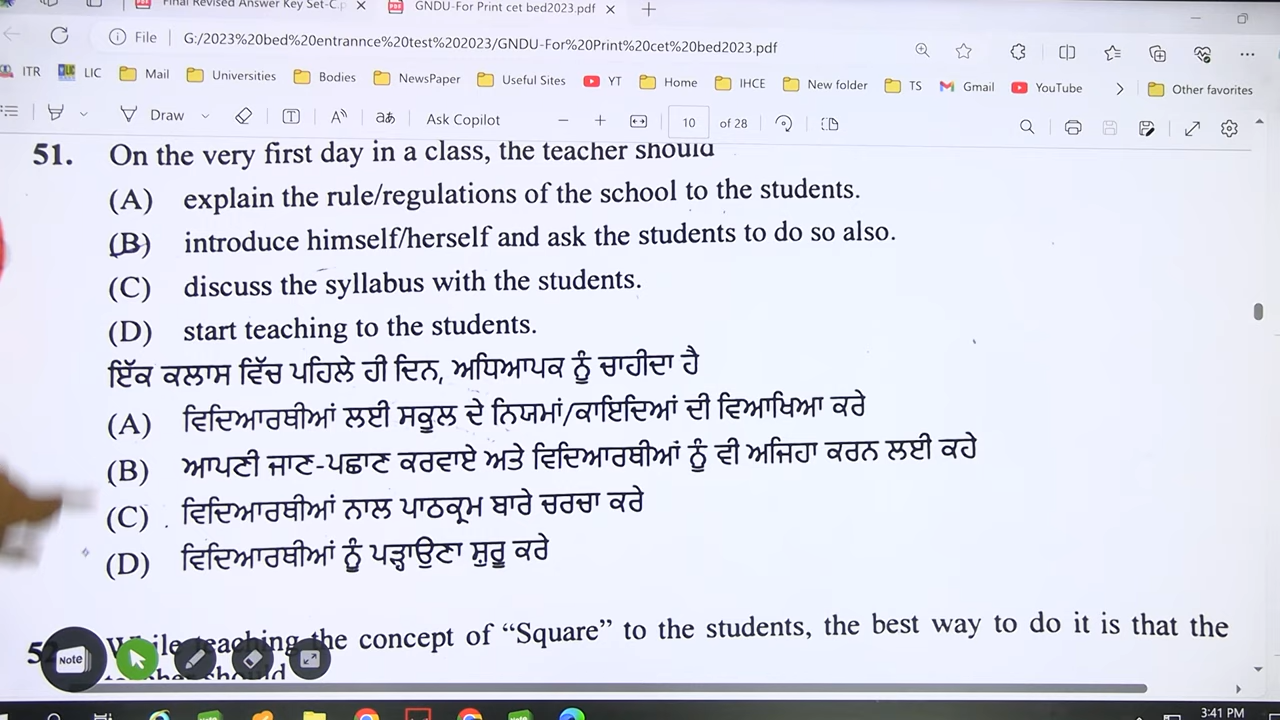 Final Revised Answer Key Set-C.p
GNDU-For Print cet bed2023.pdf
File G:/2023%20bed%20entrannce%20test%202023/GNDU-For%20Print%20cet%20bed2023.pdf
ITR LIC Mail Universities Bodies NewsPaper Useful Sites YT Home IHCE New folder TS Gmail YouTube Other favorites
Draw Ask Copilot 10 of 28
51. On the very first day in a class, the teacher should
(A) explain the rule/regulations of the school to the students.
(B) introduce himself/herself and ask the students to do so also.
(C) discuss the syllabus with the students.
(D) start teaching to the students.
ਇੱਕ ਕਲਾਸ ਵਿੱਚ ਪਹਿਲੇ ਹੀ ਦਿਨ, ਅਧਿਆਪਕ ਨੂੰ ਚਾਹੀਦਾ ਹੈ
(A) ਵਿਦਿਆਰਥੀਆਂ ਲਈ ਸਕੂਲ ਦੇ ਨਿਯਮਾਂ/ਕਾਇਦਿਆਂ ਦੀ ਵਿਆਖਿਆ ਕਰੇ
(B) ਆਪਣੀ ਜਾਣ-ਪਛਾਣ ਕਰਵਾਏ ਅਤੇ ਵਿਦਿਆਰਥੀਆਂ ਨੂੰ ਵੀ ਅਜਿਹਾ ਕਰਨ ਲਈ ਕਹੇ
(C) ਵਿਦਿਆਰਥੀਆਂ ਨਾਲ ਪਾਠਕ੍ਰਮ ਬਾਰੇ ਚਰਚਾ ਕਰੇ
(D) ਵਿਦਿਆਰਥੀਆਂ ਨੂੰ ਪੜ੍ਹਾਉਣਾ ਸ਼ੁਰੂ ਕਰੇ
While teaching the concept of “Square” to the students, the best way to do it is that the
should
Note
3:41 PM